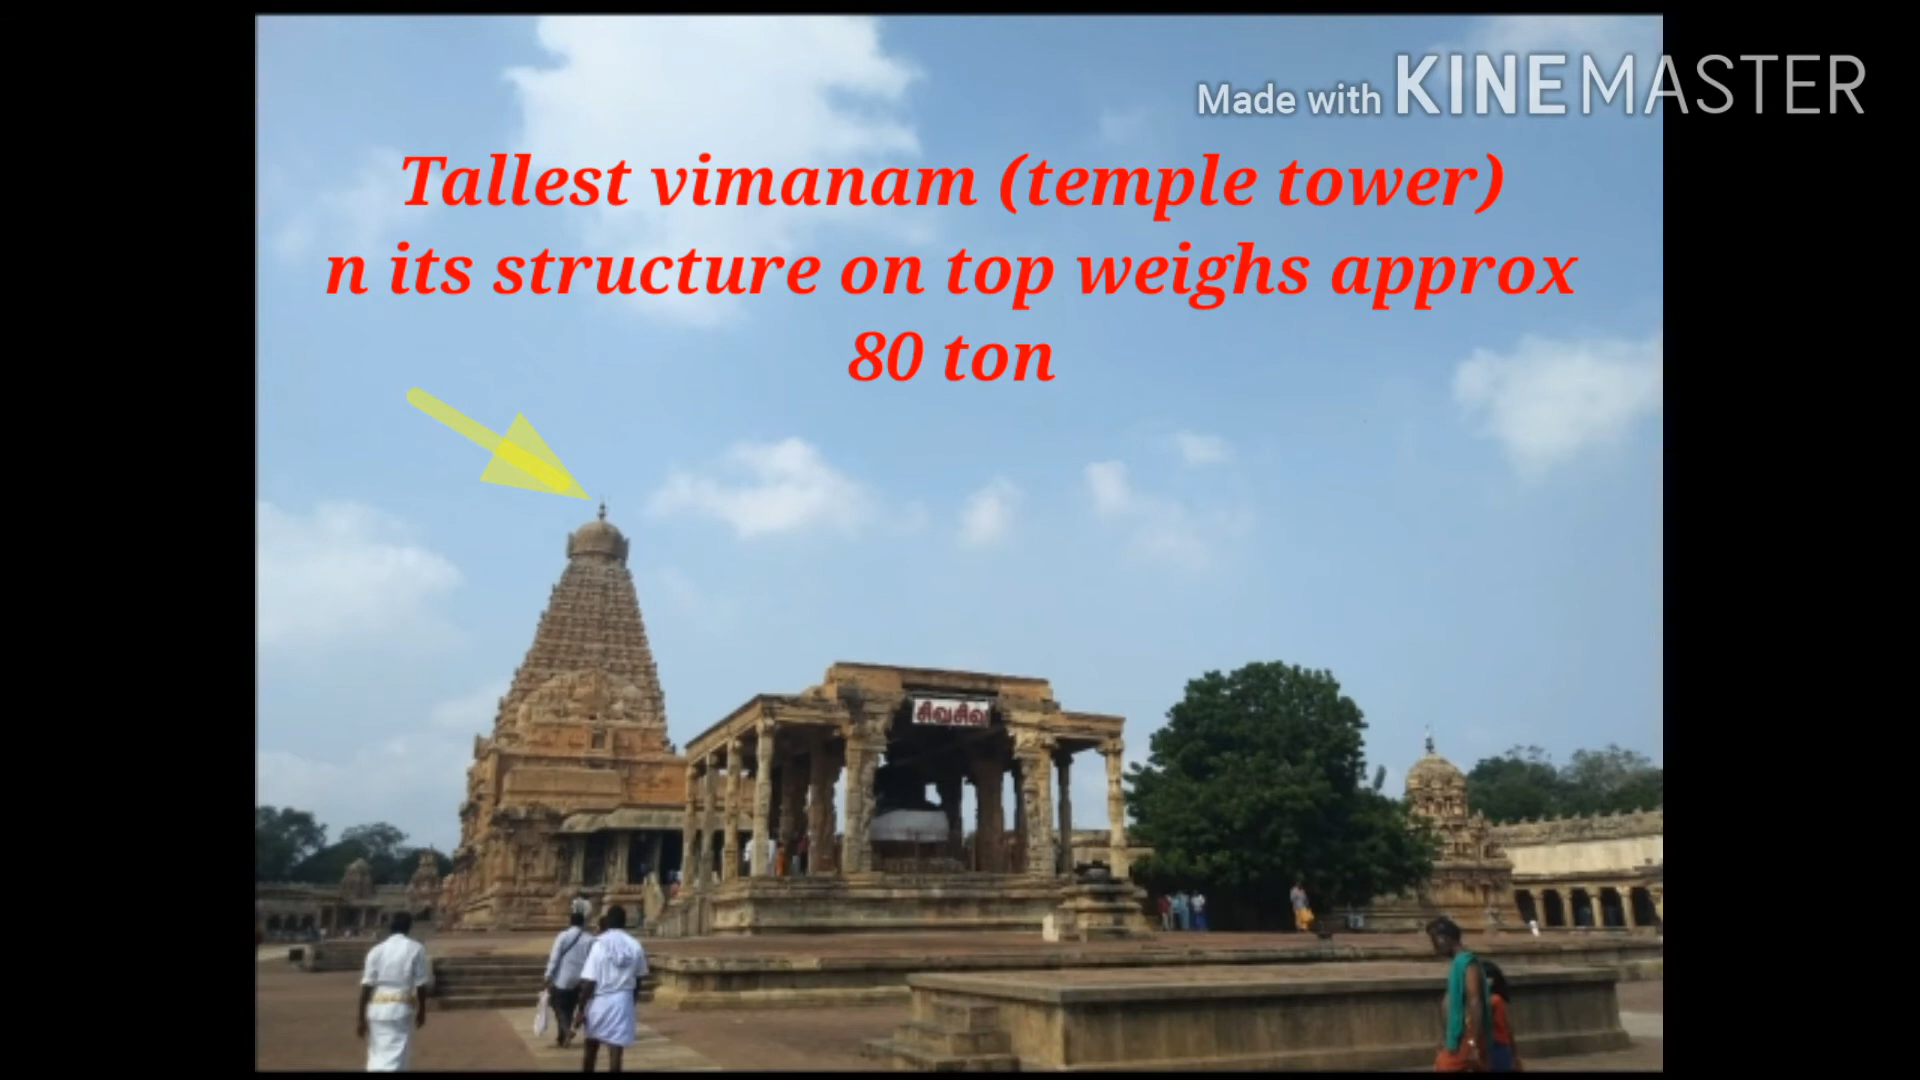 Made with KINEMASTER
Tallest vimanam (temple tower)
n its structure on top weighs approx
80 ton
சிவசிவ